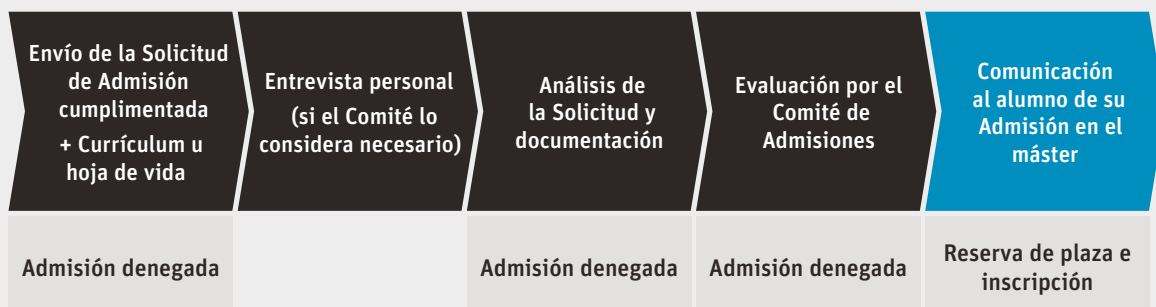 Envío de la Solicitud
de Admisión
cumplimentada
+ Currículum u
hoja de vida
Entrevista personal
(si el Comité lo
considera necesario)
Análisis de
la Solicitud y
documentación
Evaluación por el
Comité de
Admisiones
Comunicación
al alumno de su
Admisión en el
máster
Admisión denegada
Admisión denegada
Admisión denegada
Reserva de plaza e
inscripción